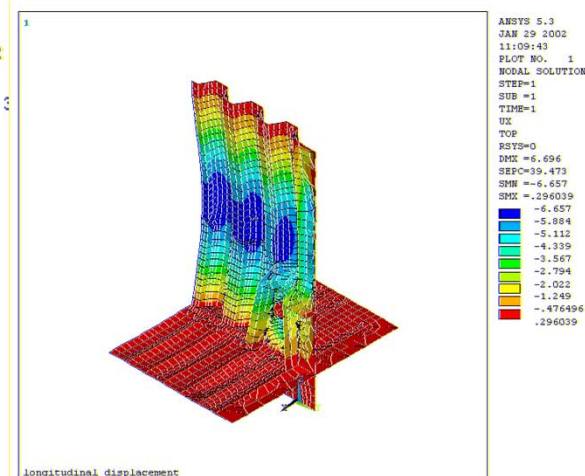 1
ANSYS 5.3
JAN 29 2002
11:09:43
PLOT NO. 1
NODAL SOLUTION
STEP=1
SUB =1
TIME=1
UX
TOP
RSYS=0
DMX =6.696
SEPC=39.473
SMN =-6.657
SMX =.296039
-6.657
-5.884
-5.112
-4.339
-3.567
-2.794
-2.022
-1.249
-.476496
.296039
X
longitudinal displacement